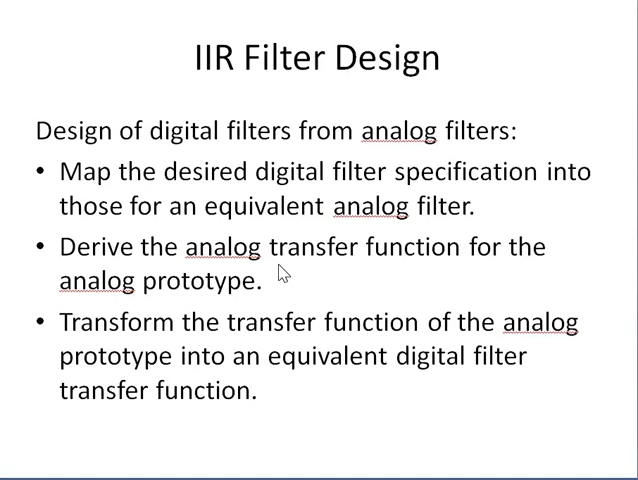 IIR Filter Design
Design of digital filters from analog filters:
• Map the desired digital filter specification into
those for an equivalent analog filter.
• Derive the analog transfer function for the
analog prototype.
• Transform the transfer function of the analog
prototype into an equivalent digital filter
transfer function.